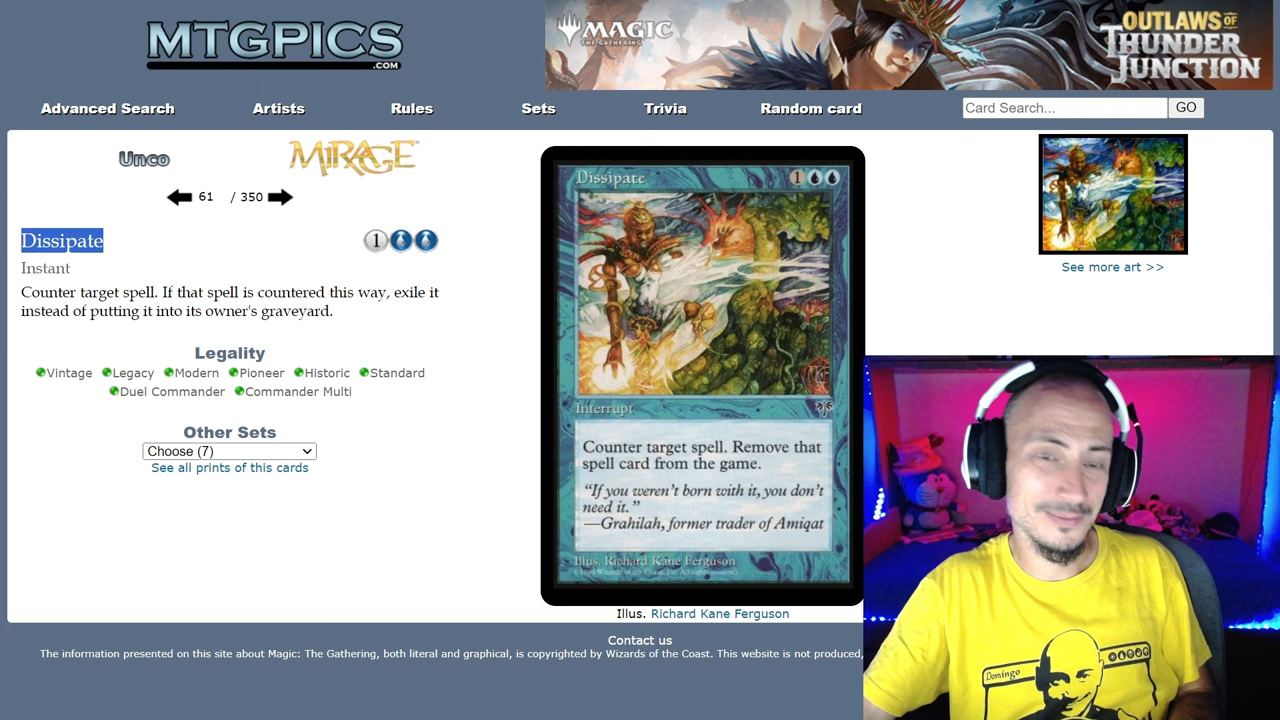 MTGPICS
.COM
MAGIC
THE GATHERING
OUTLAWS OF
THUNDER
JUNCTION
Advanced Search
Artists
Rules
Sets
Trivia
Random card
Card Search...
GO
Unco
MIRAGE
61 / 350
Dissipate
1
Instant
Counter target spell. If that spell is countered this way, exile it
instead of putting it into its owner's graveyard.
Legality
Vintage Legacy Modern Pioneer Historic Standard
Duel Commander Commander Multi
Other Sets
Choose (7)
See all prints of this cards
Dissipate
1
Interrupt
Counter target spell. Remove that
spell card from the game.
“If you weren’t born with it, you don’t
need it.”
—Grahilah, former trader of Amiqat
Illus. Richard Kane Ferguson
Illus. Richard Kane Ferguson
See more art >>
Domingo
Contact us
The information presented on this site about Magic: The Gathering, both literal and graphical, is copyrighted by Wizards of the Coast. This website is not produced,